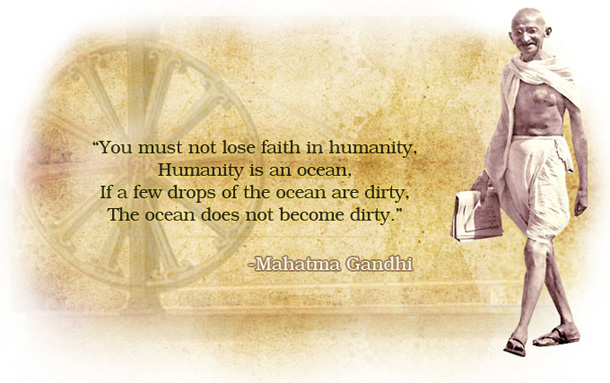 “You must not lose faith in humanity,
Humanity is an ocean,
If a few drops of the ocean are dirty,
The ocean does not become dirty.”
-Mahatma Gandhi